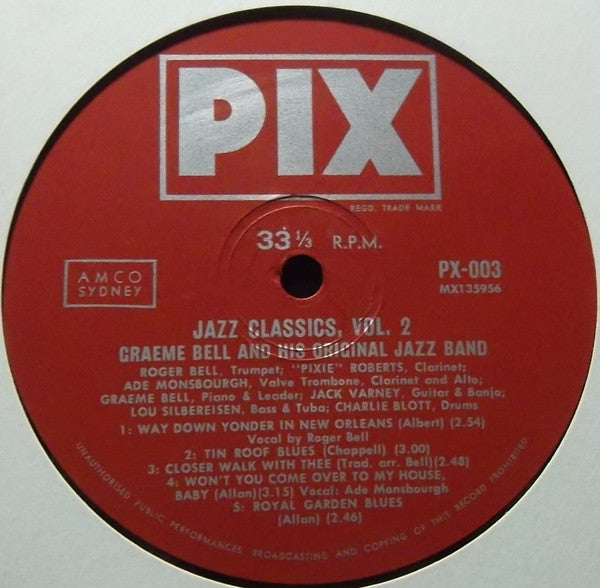 PIX
REGD. TRADE MARK
33 1/3 R.P.M.
AMCO
SYDNEY
PX-003
MX135956
JAZZ CLASSICS, VOL. 2
GRAEME BELL AND HIS ORIGINAL JAZZ BAND
ROGER BELL, Trumpet; "PIXIE" ROBERTS, Clarinet;
ADE MONSBOURGH, Valve Trombone, Clarinet and Alto;
GRAEME BELL, Piano & Leader; JACK VARNEY, Guitar & Banjo;
LOU SILBEREISEN, Bass & Tuba; CHARLIE BLOTT, Drums
1: WAY DOWN YONDER IN NEW ORLEANS (Albert) (2.54)
Vocal by Roger Bell
2: TIN ROOF BLUES (Chappell) (3.00)
3: CLOSER WALK WITH THEE (Trad. arr. Bell)(2.48)
4: WON'T YOU COME OVER TO MY HOUSE,
BABY (Allan)(3.15) Vocal: Ade Monsbourgh
5: ROYAL GARDEN BLUES
(Allan) (2.46)
UNAUTHORISED PUBLIC PERFORMANCES, BROADCASTING AND COPYING OF THIS RECORD PROHIBITED